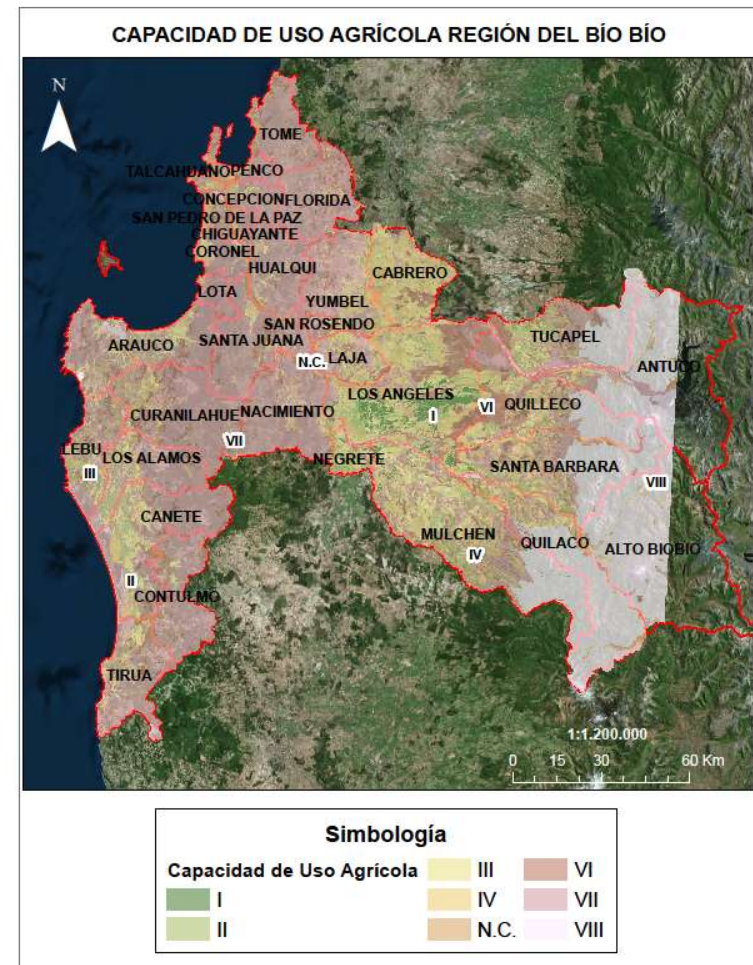 CAPACIDAD DE USO AGRÍCOLA REGIÓN DEL BÍO BÍO
N
TOME
TALCAHUANO PENCO
CONCEPCION FLORIDA
SAN PEDRO DE LA PAZ
CHIGUAYANTE
CORONEL
HUALQUI
CABRERO
LOTA
YUMBEL
SAN ROSENDO
TUCAPEL
ARAUCO
SANTA JUANA
N.C.
LAJA
ANTUCO
LOS ANGELES
I
VI
QUILLECO
CURANILAHUE
NACIMIENTO
VII
LEBU
LOS ALAMOS
NEGRETE
SANTA BARBARA
III
VIII
CANETE
MULCHEN
IV
QUILACO
ALTO BIOBIO
II
CONTULMO
TIRUA
1:1.200.000
0 15 30 60 Km
Simbología
Capacidad de Uso Agrícola
I
II
III
IV
N.C.
VI
VII
VIII